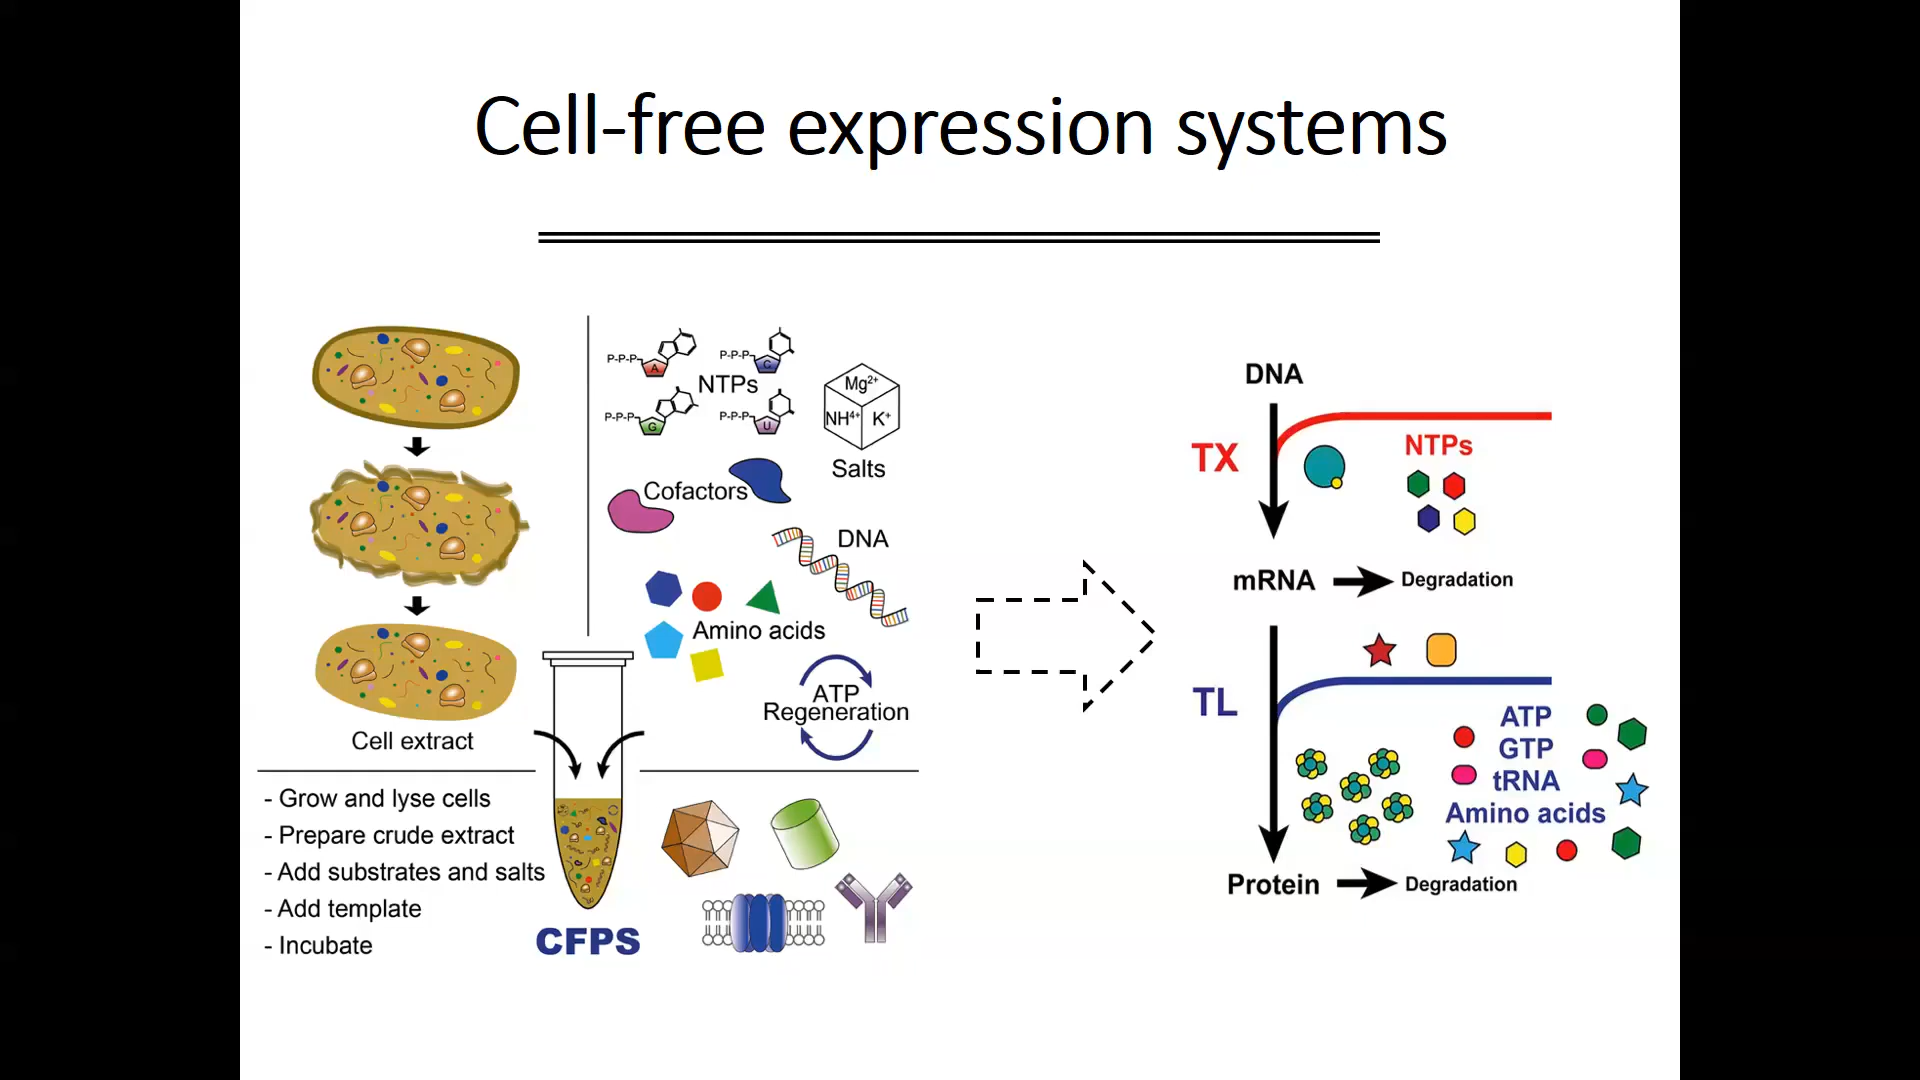 Cell-free expression systems
P-P-P
A
P-P-P
C
NTPs
P-P-P
G
P-P-P
U
Mg²⁺
NH⁴⁺
K⁺
Salts
Cofactors
DNA
Amino acids
ATP
Regeneration
Cell extract
- Grow and lyse cells
- Prepare crude extract
- Add substrates and salts
- Add template
- Incubate
CFPS
DNA
TX
NTPs
mRNA
Degradation
TL
ATP
GTP
tRNA
Amino acids
Protein
Degradation